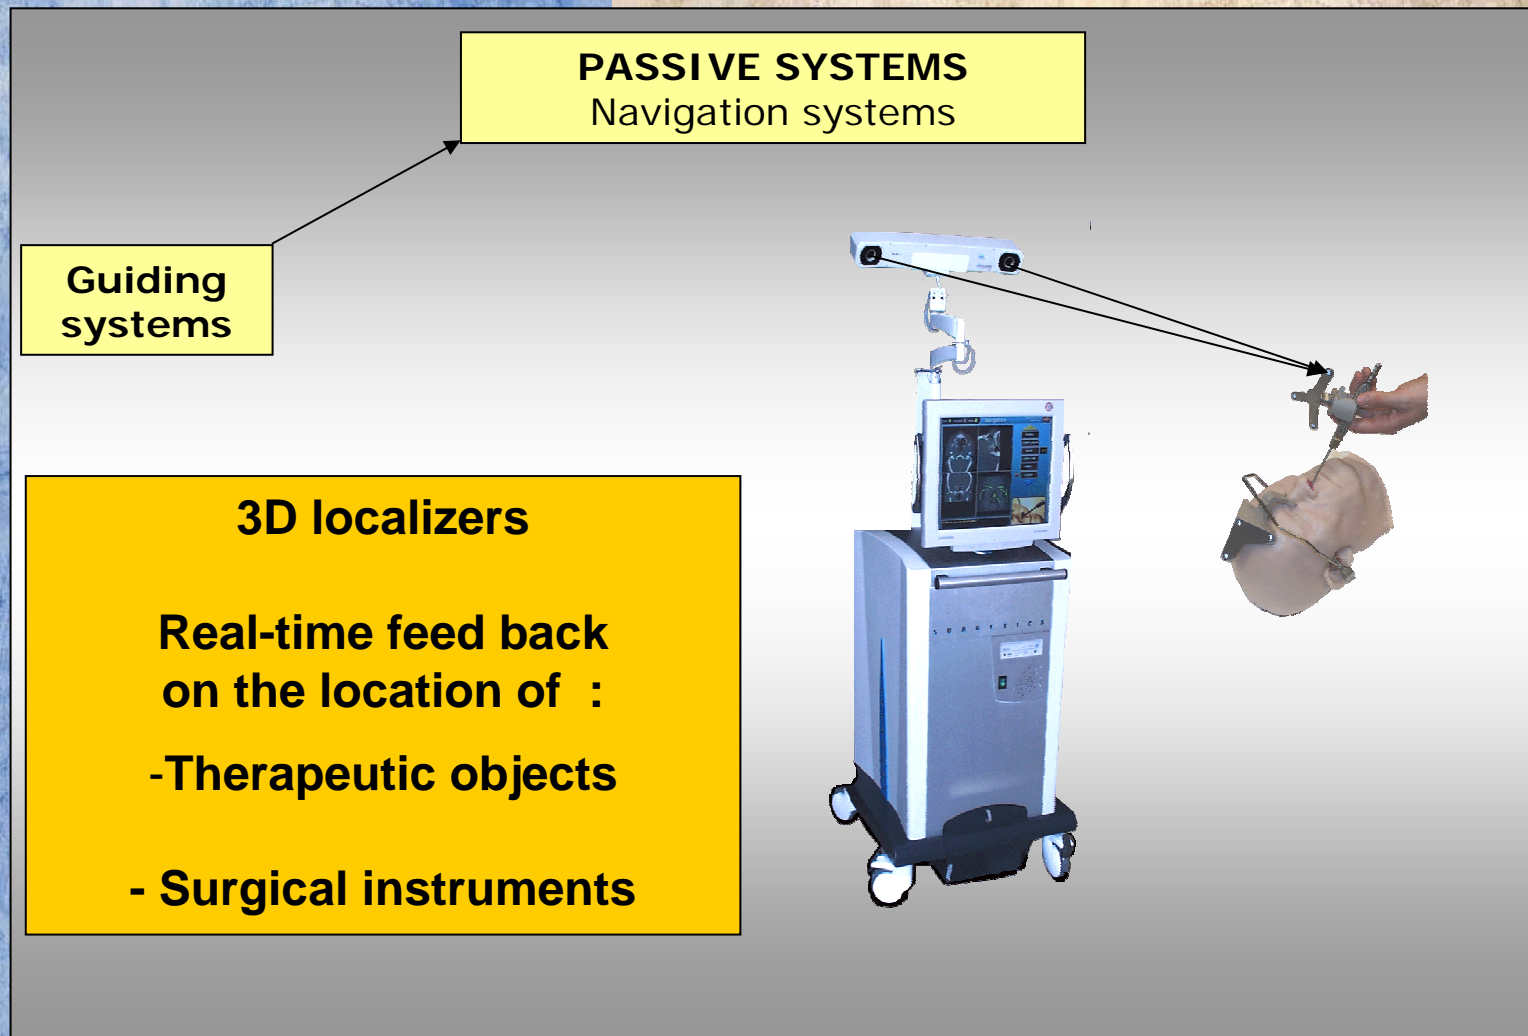 PASSIVE SYSTEMS
Navigation systems
Guiding
systems
3D localizers
Real-time feed back
on the location of :
-Therapeutic objects
- Surgical instruments
SURGETICS